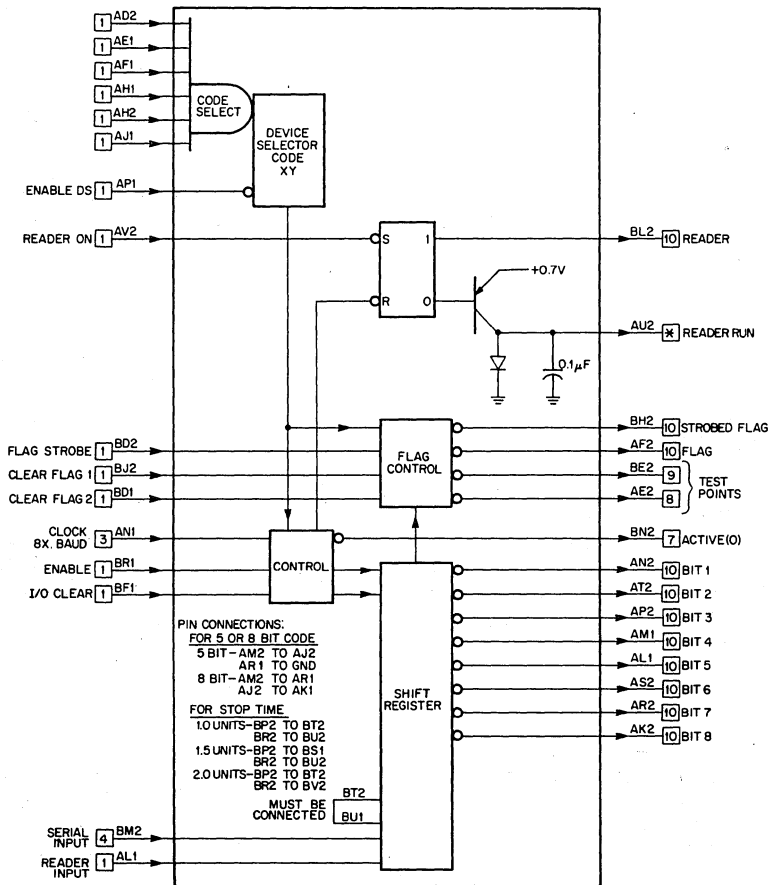 1 AD2
1 AE1
1 AF1
1 AH1
1 AH2
1 AJ1
CODE
SELECT
DEVICE
SELECTOR
CODE
XY
ENABLE DS 1 AP1
READER ON 1 AV2
S 1
R 0
BL2 10 READER
+0.7V
AU2 * READER RUN
0.1µF
FLAG STROBE 1 BD2
CLEAR FLAG 1 1 BJ2
CLEAR FLAG 2 1 BD1
FLAG
CONTROL
BH2 10 STROBED FLAG
AF2 10 FLAG
BE2 9
AE2 8
TEST
POINTS
CLOCK
8X. BAUD 3 AN1
ENABLE 1 BR1
I/O CLEAR 1 BF1
CONTROL
BN2 7 ACTIVE(0)
AN2 10 BIT 1
AT2 10 BIT 2
AP2 10 BIT 3
AM1 10 BIT 4
AL1 10 BIT 5
AS2 10 BIT 6
AR2 10 BIT 7
AK2 10 BIT 8
SHIFT
REGISTER
PIN CONNECTIONS:
FOR 5 OR 8 BIT CODE
5 BIT-AM2 TO AJ2
AR1 TO GND
8 BIT-AM2 TO AR1
AJ2 TO AK1
FOR STOP TIME
1.0 UNITS-BP2 TO BT2
BR2 TO BU2
1.5 UNITS-BP2 TO BS1
BR2 TO BU2
2.0 UNITS-BP2 TO BT2
BR2 TO BV2
MUST BE
CONNECTED
BT2
BU1
SERIAL
INPUT 4 BM2
READER
INPUT 1 AL1